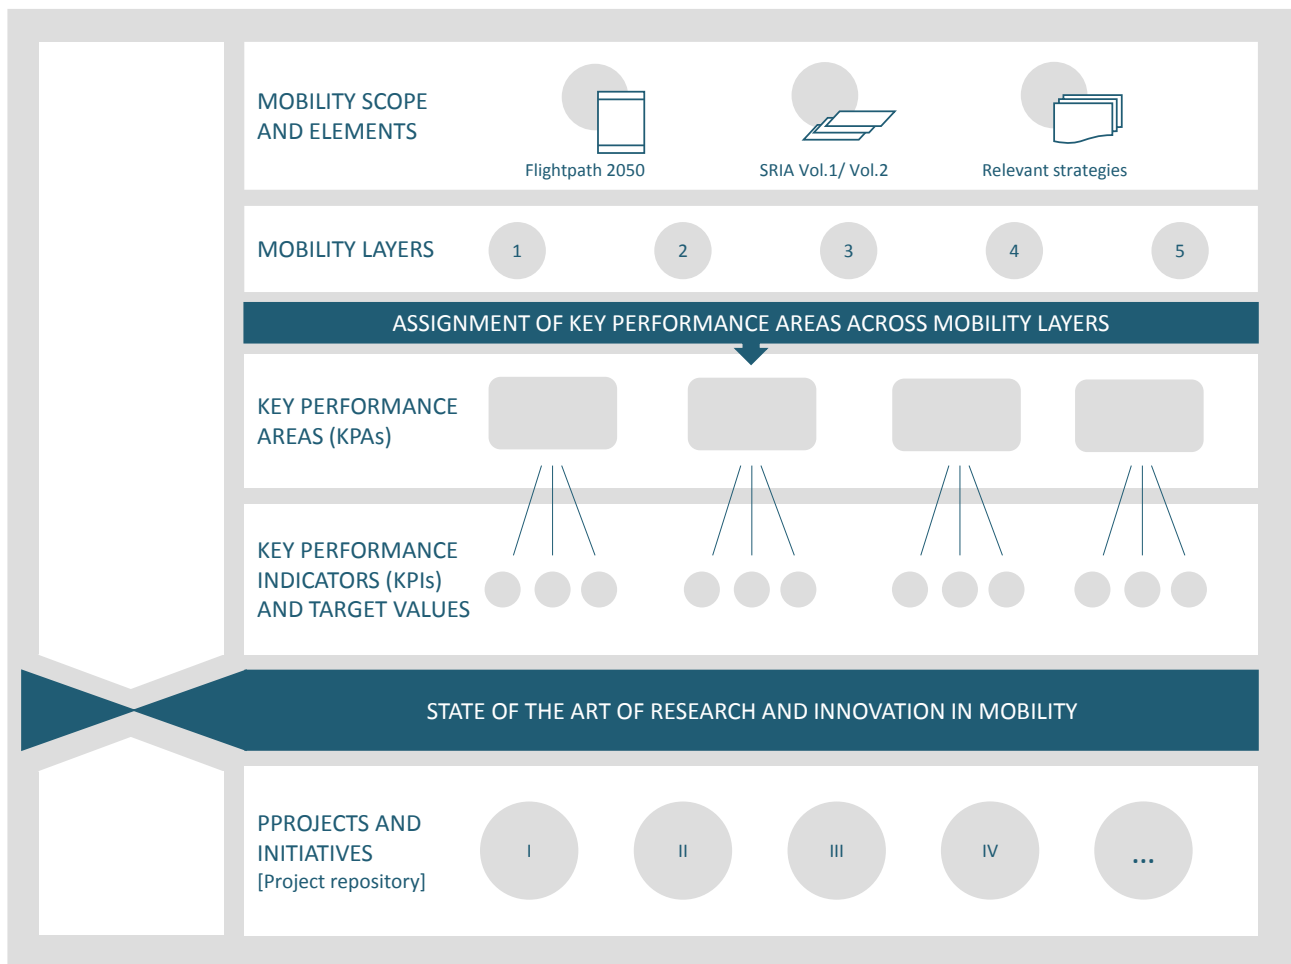 MOBILITY SCOPE
AND ELEMENTS
Flightpath 2050
SRIA Vol.1/ Vol.2
Relevant strategies
MOBILITY LAYERS
1
2
3
4
5
ASSIGNMENT OF KEY PERFORMANCE AREAS ACROSS MOBILITY LAYERS
KEY PERFORMANCE
AREAS (KPAs)
KEY PERFORMANCE
INDICATORS (KPIs)
AND TARGET VALUES
STATE OF THE ART OF RESEARCH AND INNOVATION IN MOBILITY
PPROJECTS AND
INITIATIVES
[Project repository]
I
II
III
IV
...